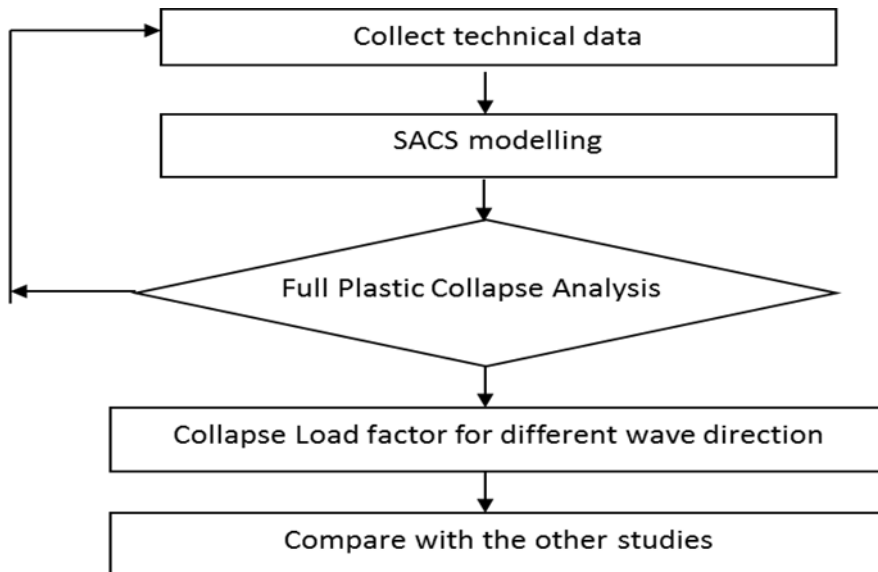 Collect technical data
SACS modelling
Full Plastic Collapse Analysis
Collapse Load factor for different wave direction
Compare with the other studies